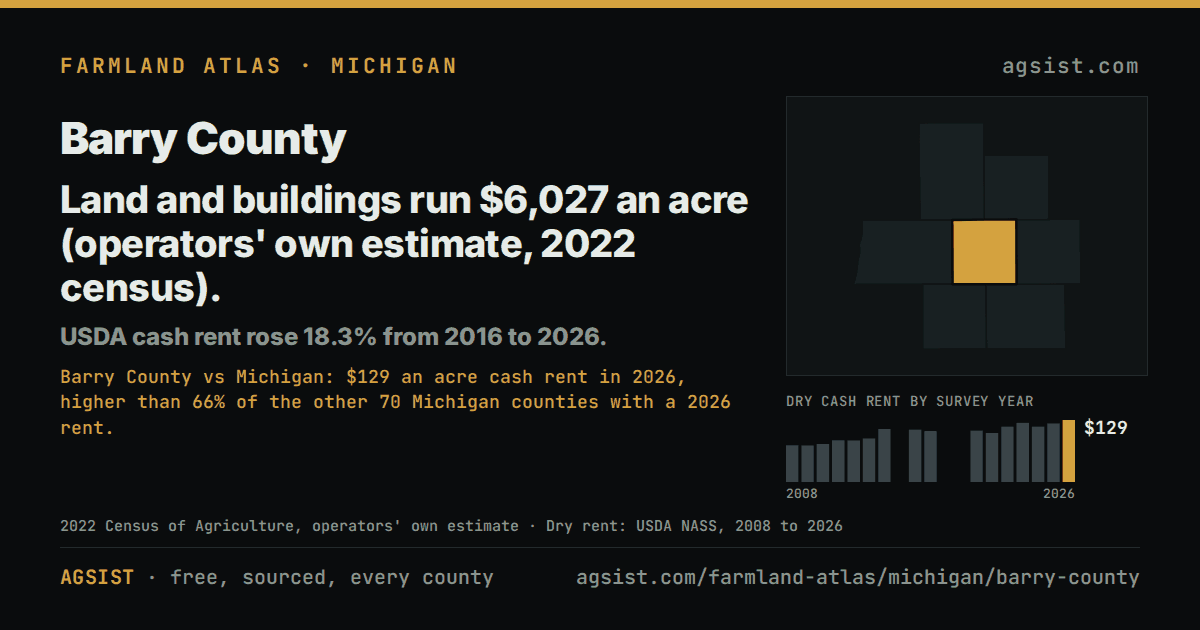 FARMLAND ATLAS · MICHIGAN
agsist.com
Barry County
Land and buildings run $6,027 an acre
(operators' own estimate, 2022
census).
USDA cash rent rose 18.3% from 2016 to 2026.
Barry County vs Michigan: $129 an acre cash rent in 2026,
higher than 66% of the other 70 Michigan counties with a 2026
rent.
DRY CASH RENT BY SURVEY YEAR
$129
2008
2026
2022 Census of Agriculture, operators' own estimate · Dry rent: USDA NASS, 2008 to 2026
AGSIST · free, sourced, every county
agsist.com/farmland-atlas/michigan/barry-county